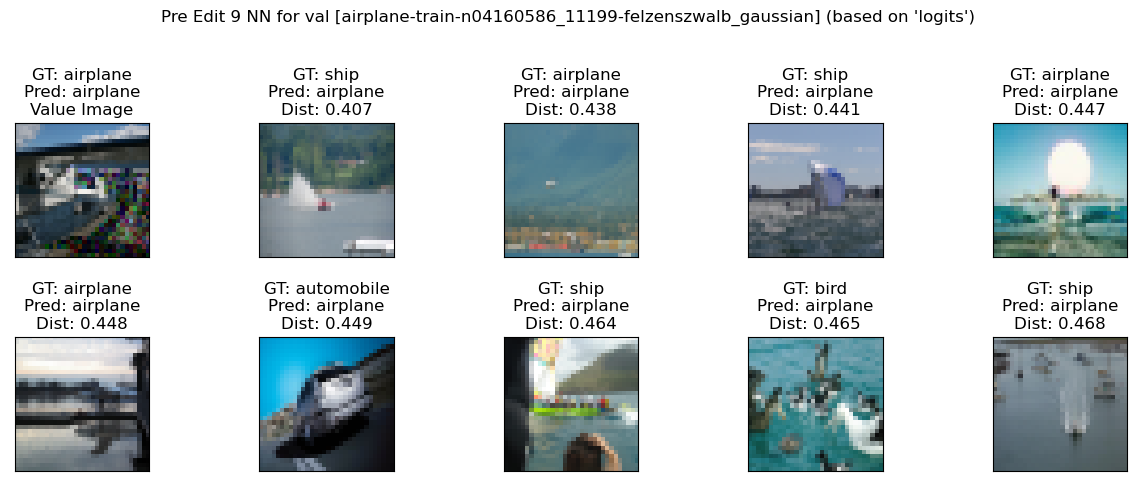 Pre Edit 9 NN for val [airplane-train-n04160586_11199-felzenszwalb_gaussian] (based on 'logits')
GT: airplane
Pred: airplane
Value Image
GT: ship
Pred: airplane
Dist: 0.407
GT: airplane
Pred: airplane
Dist: 0.438
GT: ship
Pred: airplane
Dist: 0.441
GT: airplane
Pred: airplane
Dist: 0.447
GT: airplane
Pred: airplane
Dist: 0.448
GT: automobile
Pred: airplane
Dist: 0.449
GT: ship
Pred: airplane
Dist: 0.464
GT: bird
Pred: airplane
Dist: 0.465
GT: ship
Pred: airplane
Dist: 0.468